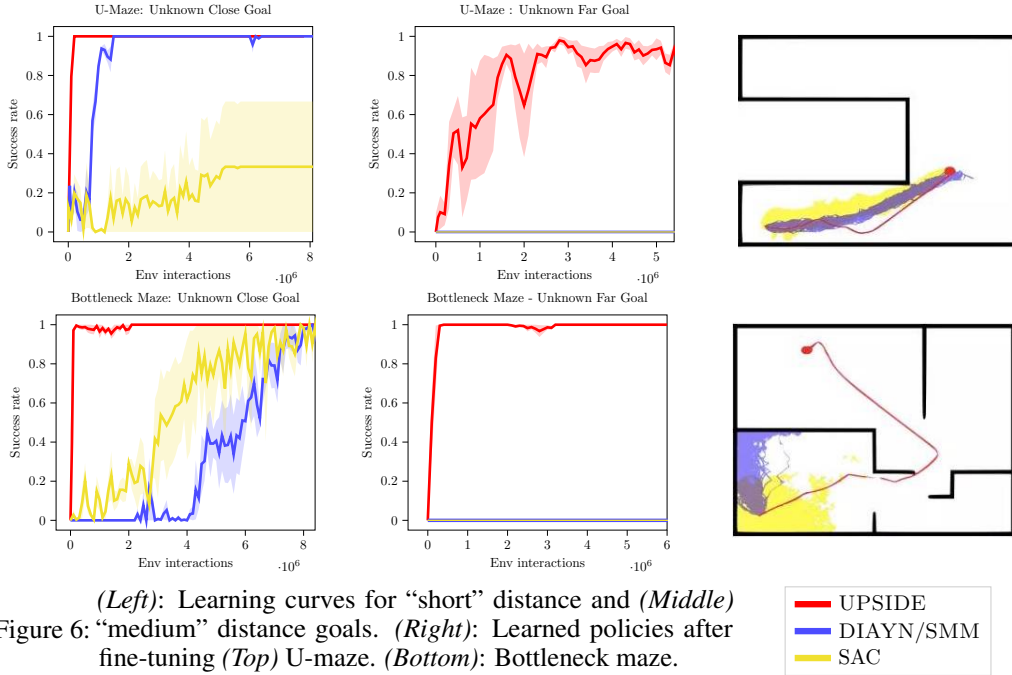 U-Maze: Unknown Close Goal
1
0.8
0.6
0.4
0.2
0
Success rate
0 2 4 6 8
Env interactions
·10^6
U-Maze : Unknown Far Goal
1
0.8
0.6
0.4
0.2
0
Success rate
0 1 2 3 4 5
Env interactions
·10^6
Bottleneck Maze: Unknown Close Goal
1
0.8
0.6
0.4
0.2
0
Success rate
0 2 4 6 8
Env interactions
·10^6
Bottleneck Maze - Unknown Far Goal
1
0.8
0.6
0.4
0.2
0
Success rate
0 1 2 3 4 5 6
Env interactions
·10^6
(Left): Learning curves for “short” distance and (Middle)
Figure 6: “medium” distance goals. (Right): Learned policies after
fine-tuning (Top) U-maze. (Bottom): Bottleneck maze.
UPSIDE
DIAYN/SMM
SAC